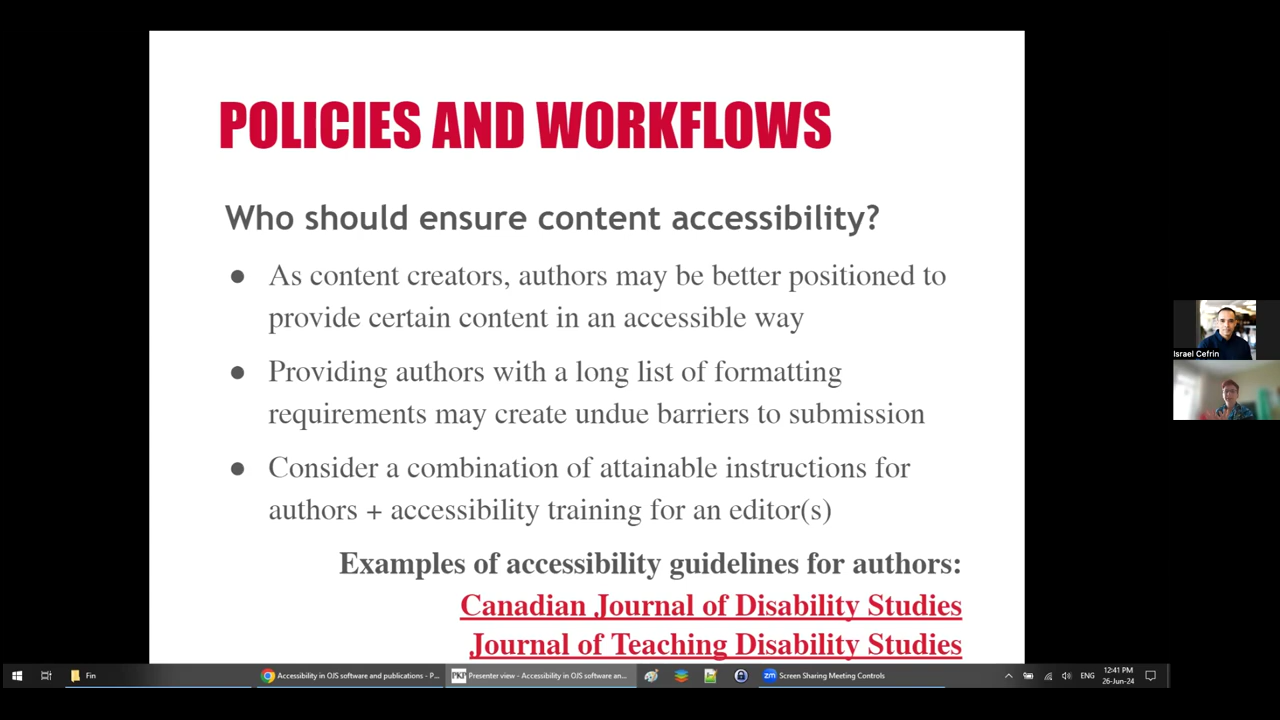 POLICIES AND WORKFLOWS
Who should ensure content accessibility?
● As content creators, authors may be better positioned to
provide certain content in an accessible way
● Providing authors with a long list of formatting
requirements may create undue barriers to submission
● Consider a combination of attainable instructions for
authors + accessibility training for an editor(s)
Examples of accessibility guidelines for authors:
Canadian Journal of Disability Studies
Journal of Teaching Disability Studies
Israel Cefrin
Fin
Accessibility in OJS software and publications - P...
PKP Presenter view - Accessibility in OJS software an...
zm Screen Sharing Meeting Controls
ENG
12:41 PM
26-Jun-24